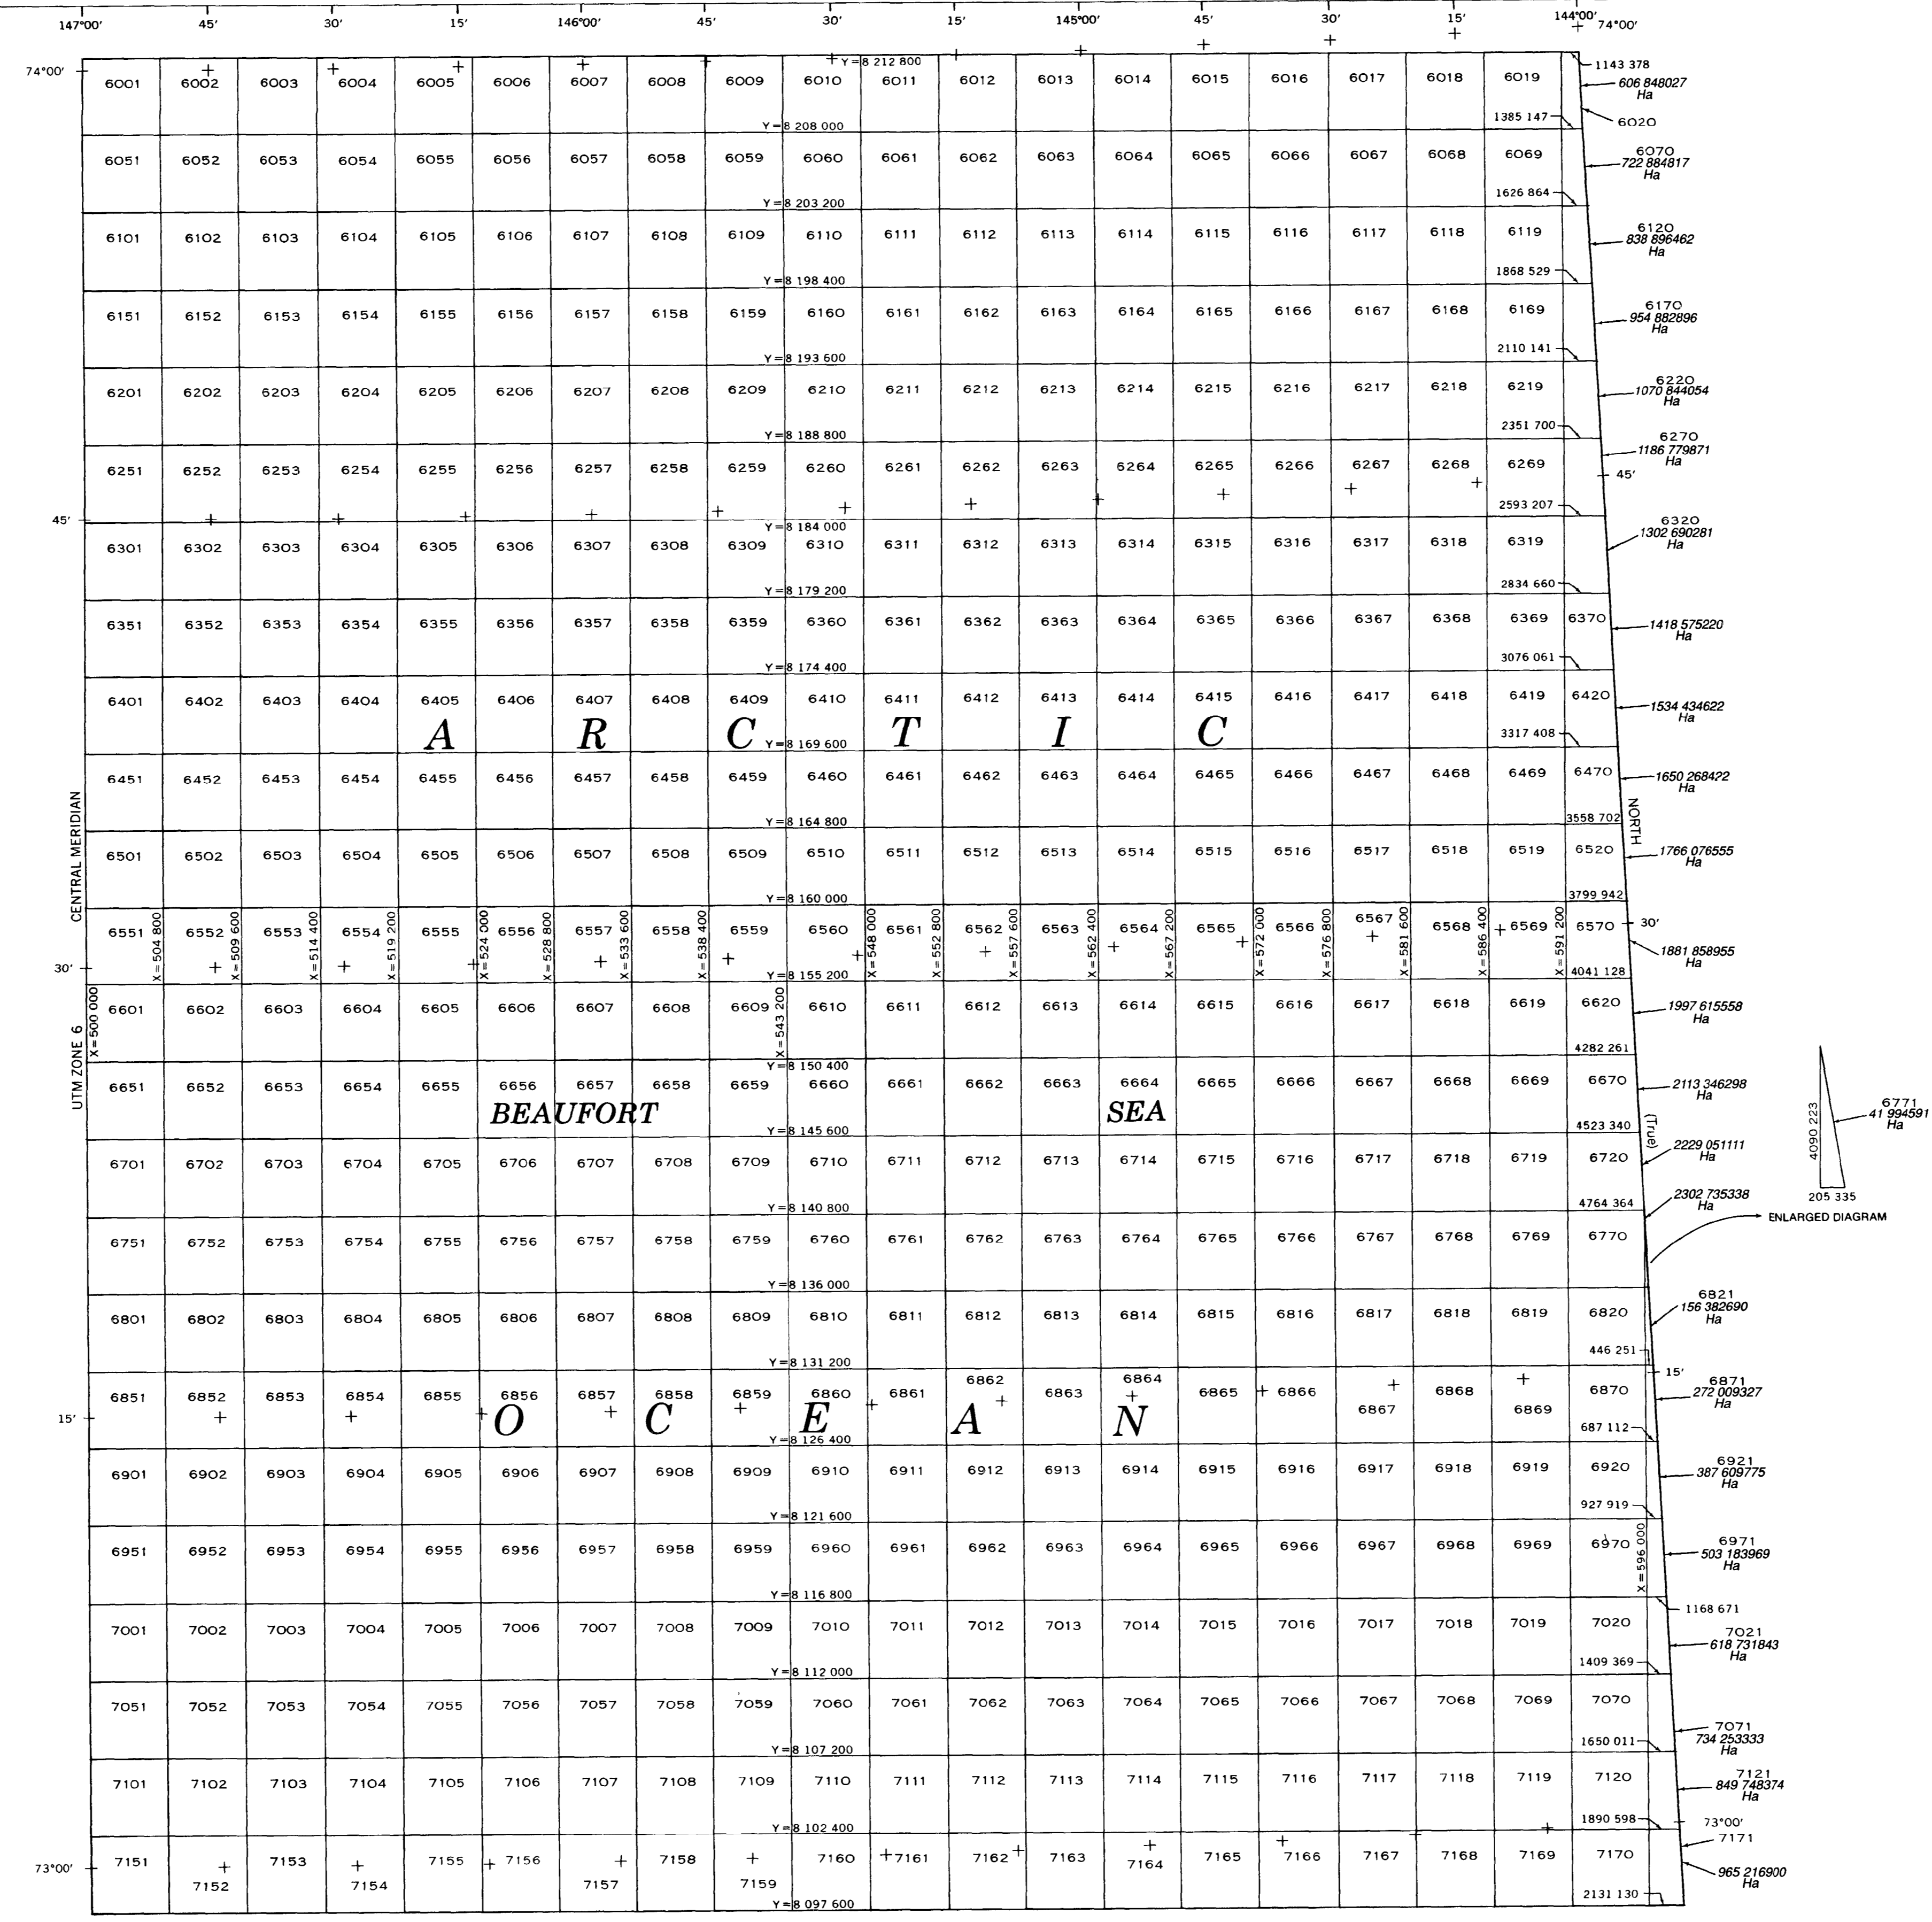 147°00' 45' 30' 15' 146°00' 45' 30' 15' 145°00' 45' 30' 15' 144°00'
74°00'
74°00'
Y=8 212 800
1143 378
6001 6002 6003 6004 6005 6006 6007 6008 6009 6010 6011 6012 6013 6014 6015 6016 6017 6018 6019
606 848027
Ha
Y=8 208 000
1385 147
6020
6051 6052 6053 6054 6055 6056 6057 6058 6059 6060 6061 6062 6063 6064 6065 6066 6067 6068 6069
6070
722 884817
Ha
Y=8 203 200
1626 864
6101 6102 6103 6104 6105 6106 6107 6108 6109 6110 6111 6112 6113 6114 6115 6116 6117 6118 6119
6120
838 896462
Ha
Y=8 198 400
1868 529
6151 6152 6153 6154 6155 6156 6157 6158 6159 6160 6161 6162 6163 6164 6165 6166 6167 6168 6169
6170
954 882896
Ha
Y=8 193 600
2110 141
6201 6202 6203 6204 6205 6206 6207 6208 6209 6210 6211 6212 6213 6214 6215 6216 6217 6218 6219
6220
1070 844054
Ha
Y=8 188 800
2351 700
6251 6252 6253 6254 6255 6256 6257 6258 6259 6260 6261 6262 6263 6264 6265 6266 6267 6268 6269
6270
1186 779871
Ha
45'
45'
Y=8 184 000
2593 207
6301 6302 6303 6304 6305 6306 6307 6308 6309 6310 6311 6312 6313 6314 6315 6316 6317 6318 6319
6320
1302 690281
Ha
Y=8 179 200
2834 660
6351 6352 6353 6354 6355 6356 6357 6358 6359 6360 6361 6362 6363 6364 6365 6366 6367 6368 6369 6370
1418 575220
Ha
Y=8 174 400
3076 061
6401 6402 6403 6404 6405 6406 6407 6408 6409 6410 6411 6412 6413 6414 6415 6416 6417 6418 6419 6420
1534 434622
Ha
A R C T I C
Y=8 169 600
3317 408
6451 6452 6453 6454 6455 6456 6457 6458 6459 6460 6461 6462 6463 6464 6465 6466 6467 6468 6469 6470
1650 268422
Ha
Y=8 164 800
3558 702
NORTH
6501 6502 6503 6504 6505 6506 6507 6508 6509 6510 6511 6512 6513 6514 6515 6516 6517 6518 6519 6520
1766 076555
Ha
CENTRAL MERIDIAN
Y=8 160 000
3799 942
6551 6552 6553 6554 6555 6556 6557 6558 6559 6560 6561 6562 6563 6564 6565 6566 6567 6568 6569 6570
30'
1881 858955
Ha
X=504 800 X=509 600 X=514 400 X=519 200 X=524 000 X=528 800 X=533 600 X=538 400 X=548 000 X=552 800 X=557 600 X=562 400 X=567 200 X=572 000 X=576 800 X=581 600 X=586 400 X=591 200
30'
Y=8 155 200
4041 128
6601 6602 6603 6604 6605 6606 6607 6608 6609 6610 6611 6612 6613 6614 6615 6616 6617 6618 6619 6620
1997 615558
Ha
X=500 000
X=543 200
UTM ZONE 6
Y=8 150 400
4282 261
6651 6652 6653 6654 6655 6656 6657 6658 6659 6660 6661 6662 6663 6664 6665 6666 6667 6668 6669 6670
2113 346298
Ha
BEAUFORT SEA
Y=8 145 600
4523 340
(True)
6771
41 994591
Ha
4090 223
205 335
ENLARGED DIAGRAM
6701 6702 6703 6704 6705 6706 6707 6708 6709 6710 6711 6712 6713 6714 6715 6716 6717 6718 6719 6720
2229 051111
Ha
Y=8 140 800
4764 364
2302 735338
Ha
6751 6752 6753 6754 6755 6756 6757 6758 6759 6760 6761 6762 6763 6764 6765 6766 6767 6768 6769 6770
Y=8 136 000
6801 6802 6803 6804 6805 6806 6807 6808 6809 6810 6811 6812 6813 6814 6815 6816 6817 6818 6819 6820
6821
156 382690
Ha
Y=8 131 200
446 251
15'
6851 6852 6853 6854 6855 6856 6857 6858 6859 6860 6861 6862 6863 6864 6865 6866 6867 6868 6869 6870
6871
272 009327
Ha
15'
O C E A N
Y=8 126 400
687 112
6901 6902 6903 6904 6905 6906 6907 6908 6909 6910 6911 6912 6913 6914 6915 6916 6917 6918 6919 6920
6921
387 609775
Ha
Y=8 121 600
927 919
6951 6952 6953 6954 6955 6956 6957 6958 6959 6960 6961 6962 6963 6964 6965 6966 6967 6968 6969 6970
X=596 000
6971
503 183969
Ha
Y=8 116 800
1168 671
7001 7002 7003 7004 7005 7006 7007 7008 7009 7010 7011 7012 7013 7014 7015 7016 7017 7018 7019 7020
7021
618 731843
Ha
Y=8 112 000
1409 369
7051 7052 7053 7054 7055 7056 7057 7058 7059 7060 7061 7062 7063 7064 7065 7066 7067 7068 7069 7070
7071
734 253333
Ha
Y=8 107 200
1650 011
7101 7102 7103 7104 7105 7106 7107 7108 7109 7110 7111 7112 7113 7114 7115 7116 7117 7118 7119 7120
7121
849 748374
Ha
Y=8 102 400
1890 598
73°00'
7171
73°00'
7151 7152 7153 7154 7155 7156 7157 7158 7159 7160 7161 7162 7163 7164 7165 7166 7167 7168 7169 7170
965 216900
Ha
Y=8 097 600
2131 130